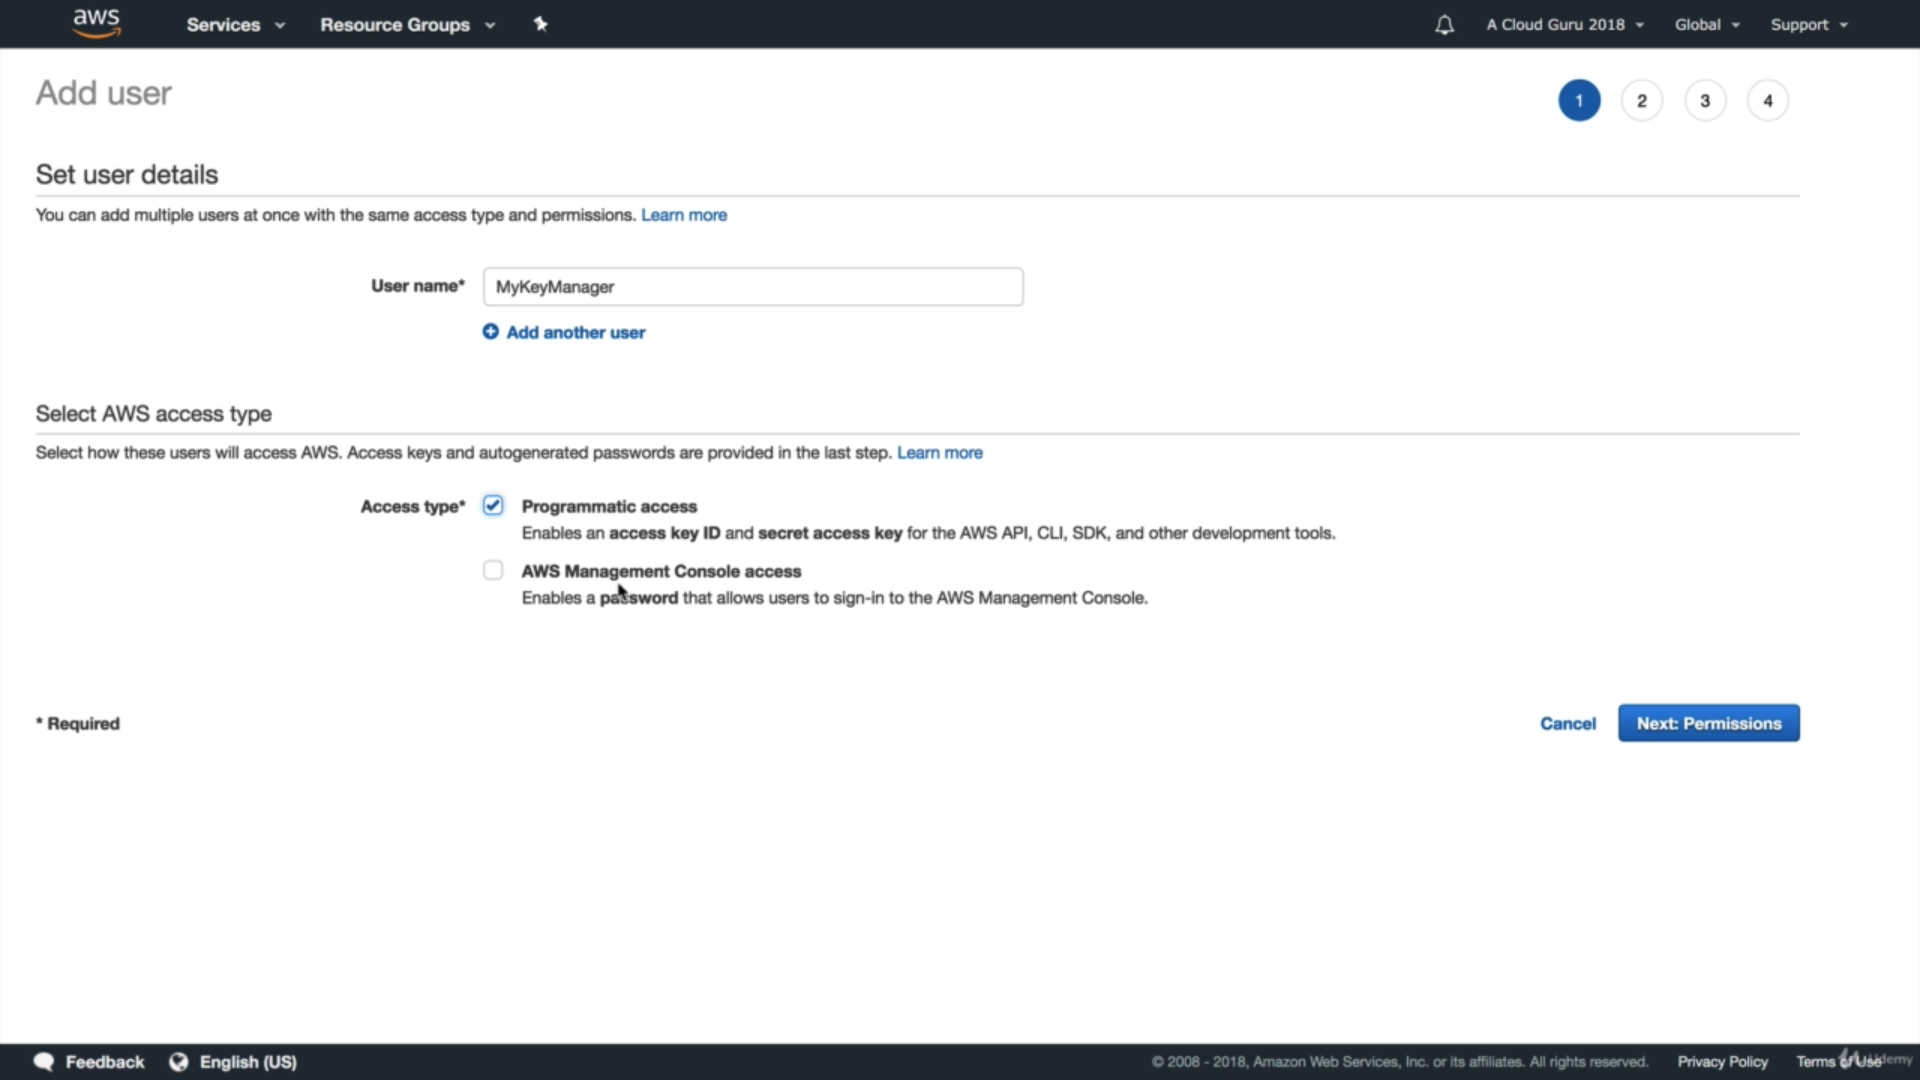 aws Services Resource Groups A Cloud Guru 2018 Global Support
Add user
1 2 3 4
Set user details
You can add multiple users at once with the same access type and permissions. Learn more
User name* MyKeyManager
Add another user
Select AWS access type
Select how these users will access AWS. Access keys and autogenerated passwords are provided in the last step. Learn more
Access type* Programmatic access
Enables an access key ID and secret access key for the AWS API, CLI, SDK, and other development tools.
AWS Management Console access
Enables a password that allows users to sign-in to the AWS Management Console.
* Required Cancel Next: Permissions
Feedback English (US) © 2008 - 2018, Amazon Web Services, Inc. or its affiliates. All rights reserved. Privacy Policy Terms of Use Udemy